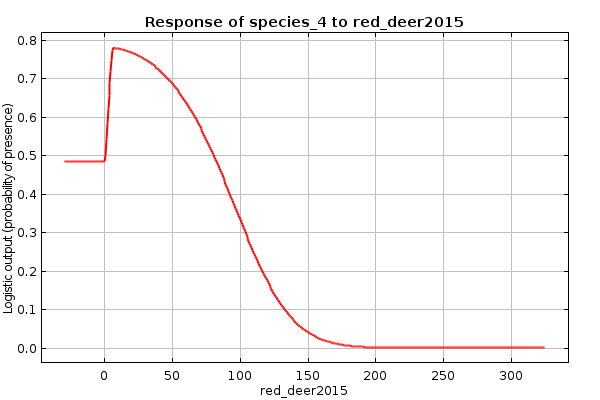 Response of species_4 to red_deer2015
Logistic output (probability of presence)
0.8
0.7
0.6
0.5
0.4
0.3
0.2
0.1
0.0
0 50 100 150 200 250 300
red_deer2015